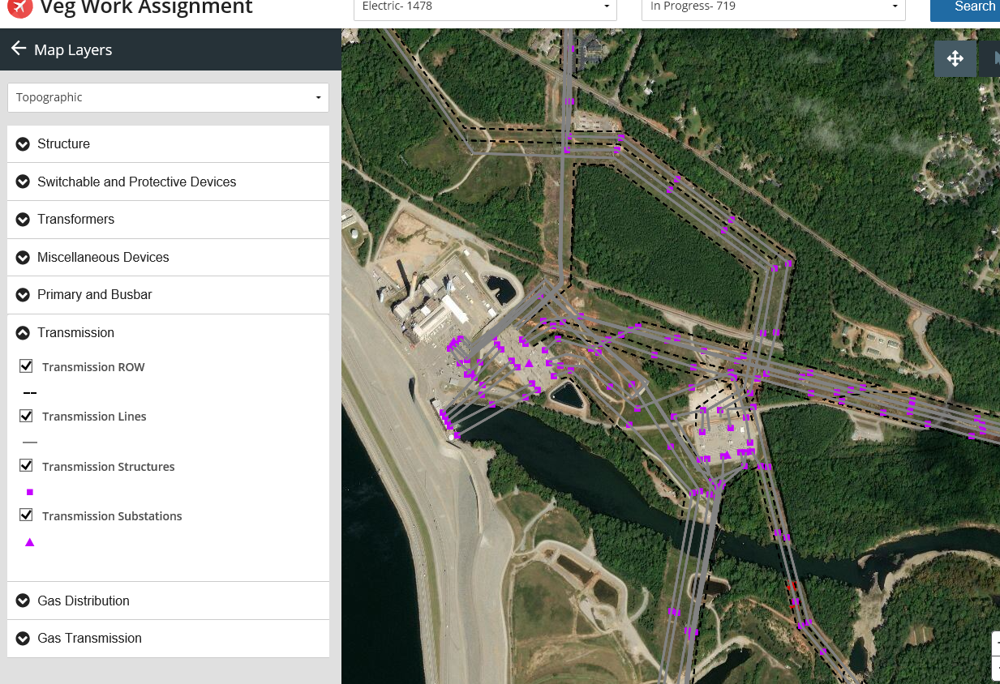 Veg Work Assignment
Electric- 1478
In Progress- 719
Search
Map Layers
Topographic
Structure
Switchable and Protective Devices
Transformers
Miscellaneous Devices
Primary and Busbar
Transmission
Transmission ROW
Transmission Lines
Transmission Structures
Transmission Substations
Gas Distribution
Gas Transmission